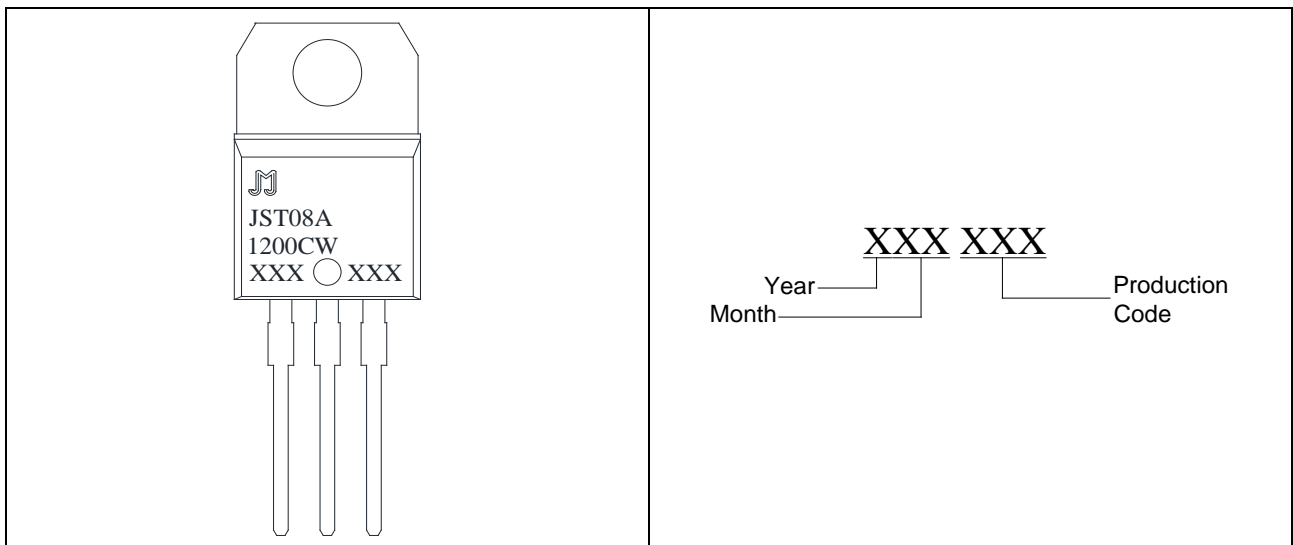 JST08A
1200CW
XXX XXX
XXX XXX
Year
Month
Production
Code